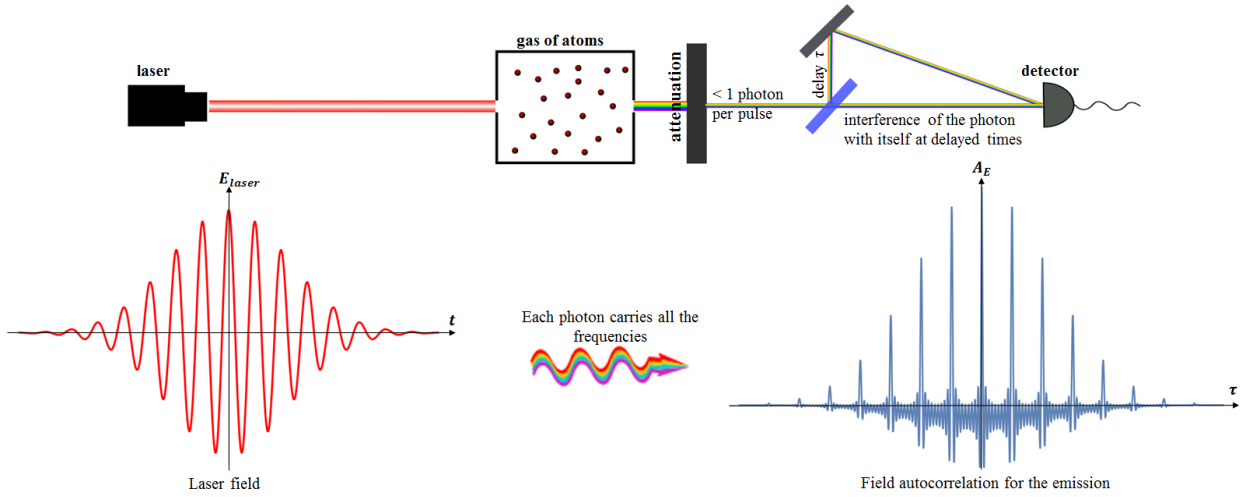 laser
gas of atoms
attenuation
< 1 photon
per pulse
delay τ
detector
interference of the photon
with itself at delayed times
E_laser
t
Laser field
Each photon carries all the
frequencies
A_E
τ
Field autocorrelation for the emission